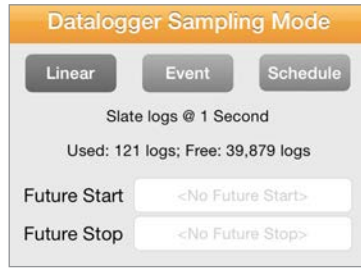 Datalogger Sampling Mode
Linear Event Schedule
Slate logs @ 1 Second
Used: 121 logs; Free: 39,879 logs
Future Start <No Future Start>
Future Stop <No Future Stop>